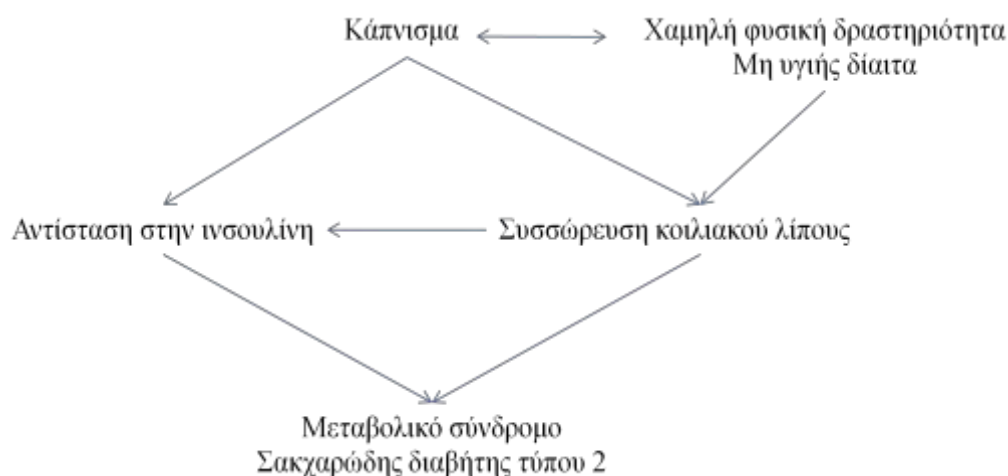 Κάπνισμα
Χαμηλή φυσική δραστηριότητα
Μη υγιής δίαιτα
Αντίσταση στην ινσουλίνη
Συσσώρευση κοιλιακού λίπους
Μεταβολικό σύνδρομο
Σακχαρώδης διαβήτης τύπου 2